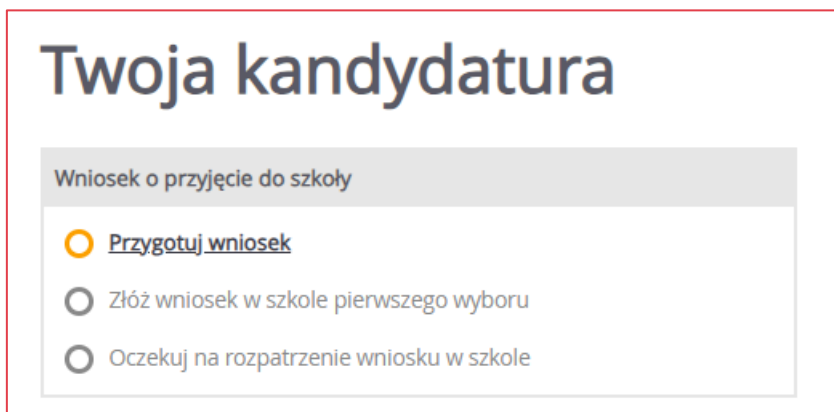 Twoja kandydatura
Wniosek o przyjęcie do szkoły
Przygotuj wniosek
Złóż wniosek w szkole pierwszego wyboru
Oczekuj na rozpatrzenie wniosku w szkole